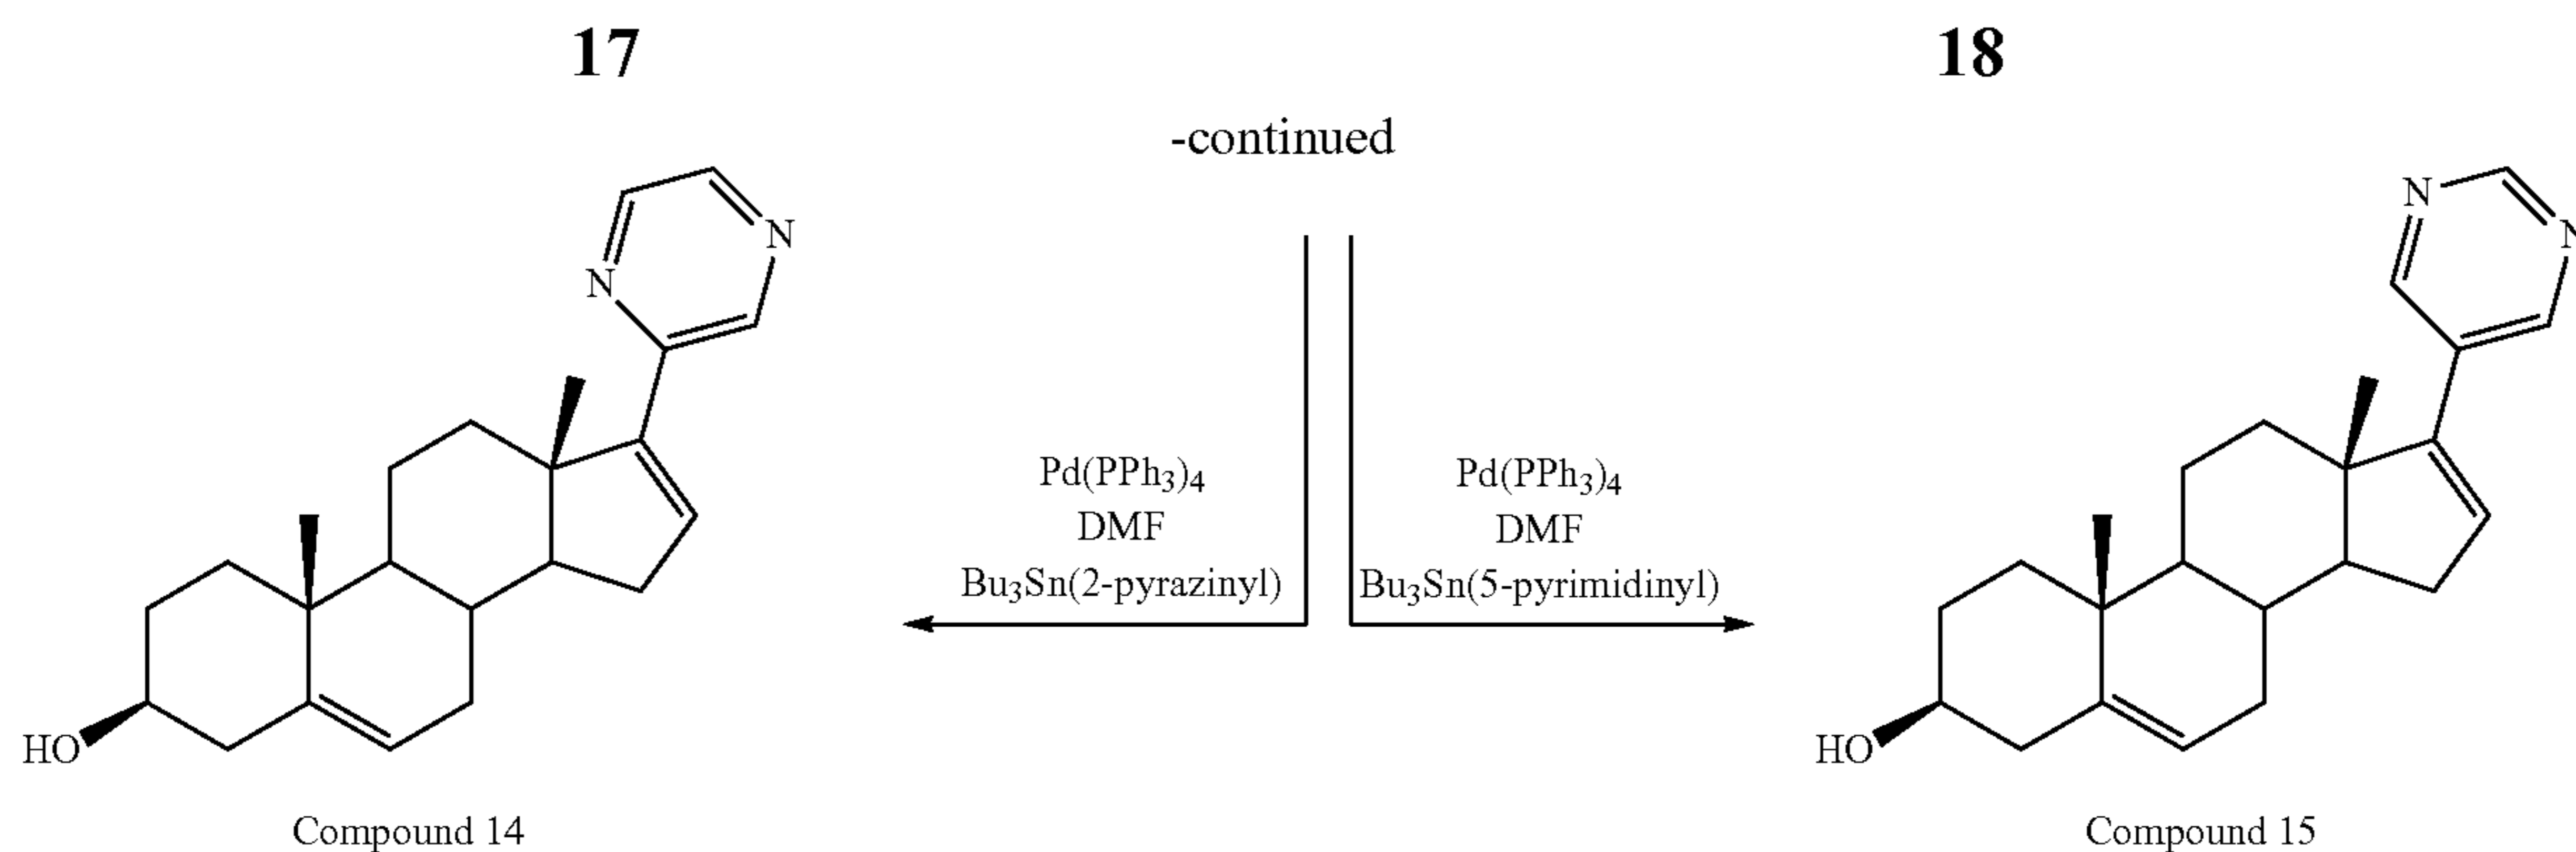 17
18
-continued
N
N
N
N
Pd(PPh3)4
DMF
Bu3Sn(2-pyrazinyl)
Pd(PPh3)4
DMF
Bu3Sn(5-pyrimidinyl)
HO
HO
Compound 14
Compound 15